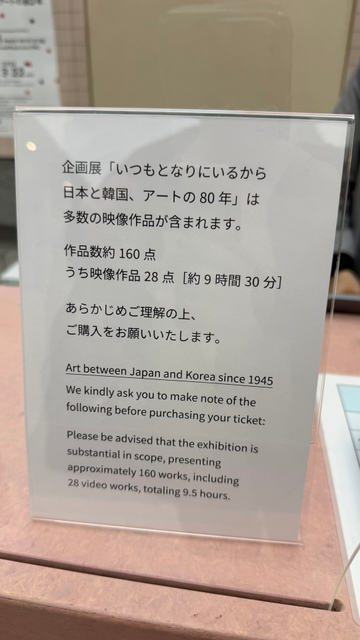 企画展「いつもとなりにいるから
日本と韓国、アートの 80 年」は
多数の映像作品が含まれます。
作品数約 160 点
うち映像作品 28 点［約 9 時間 30 分］
あらかじめご理解の上、
ご購入をお願いいたします。
Art between Japan and Korea since 1945
We kindly ask you to make note of the
following before purchasing your ticket:
Please be advised that the exhibition is
substantial in scope, presenting
approximately 160 works, including
28 video works, totaling 9.5 hours.